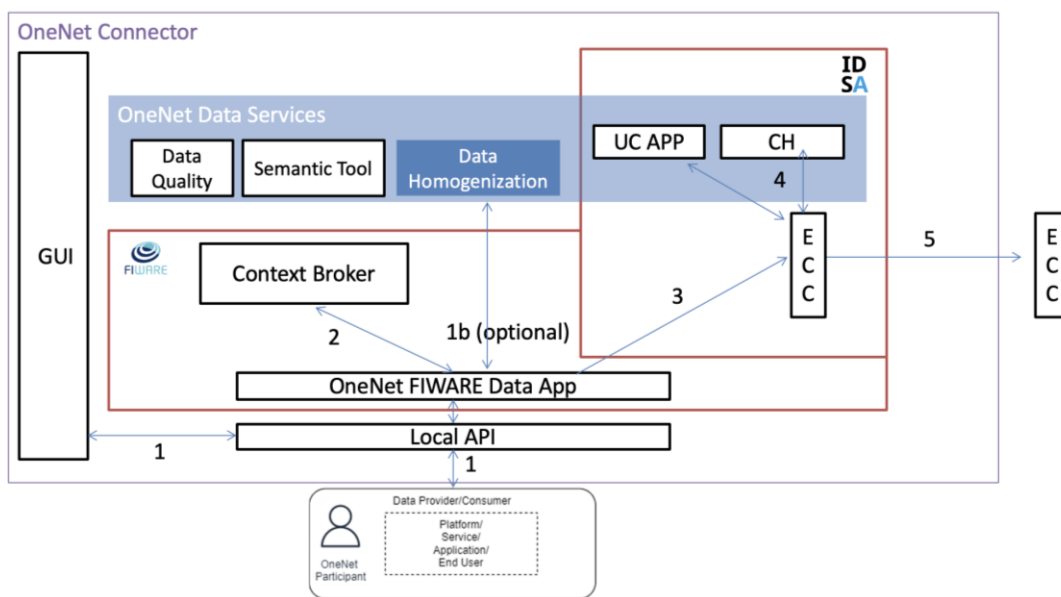 OneNet Connector
ID
SA
OneNet Data Services
UC APP
CH
Data
Quality
Semantic Tool
Data
Homogenization
4
E
C
C
5
E
C
C
GUI
FIWARE
Context Broker
3
2
1b (optional)
OneNet FIWARE Data App
Local API
1
1
Data Provider/Consumer
Platform/
Service/
Application/
End User
OneNet
Participant